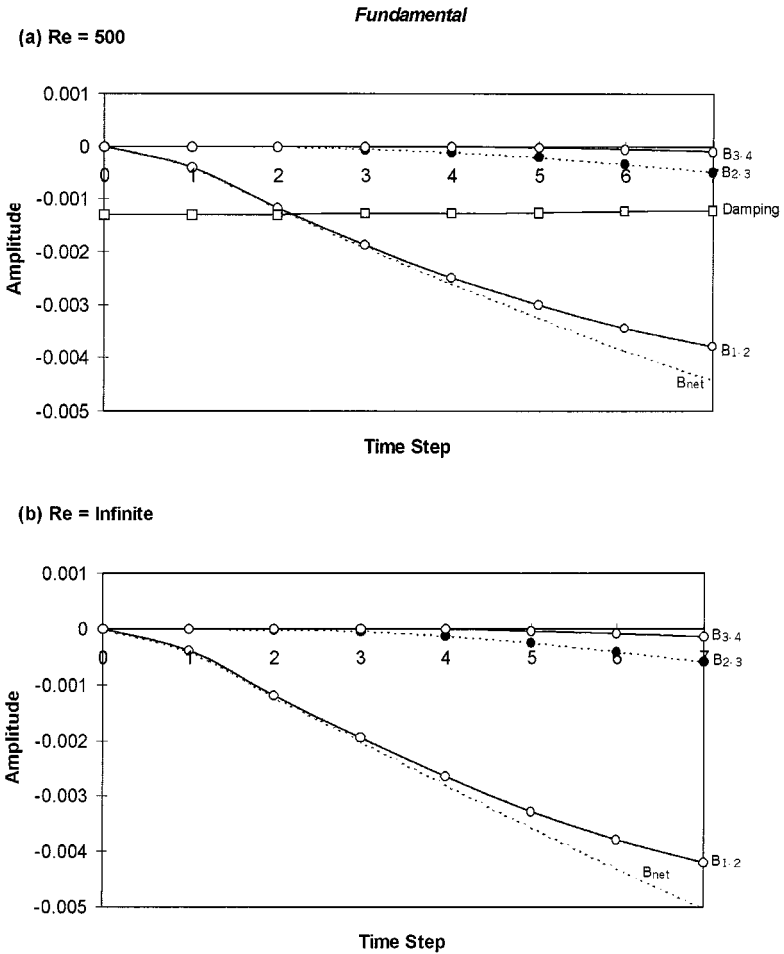 Fundamental
(a) Re = 500
0.001
0
-0.001
-0.002
-0.003
-0.004
-0.005
0 1 2 3 4 5 6 7
B3-4
B2-3
Damping
B1-2
Bnet
Amplitude
Time Step
(b) Re = Infinite
0.001
0
-0.001
-0.002
-0.003
-0.004
-0.005
0 1 2 3 4 5 6 7
B3-4
B2-3
B1-2
Bnet
Amplitude
Time Step